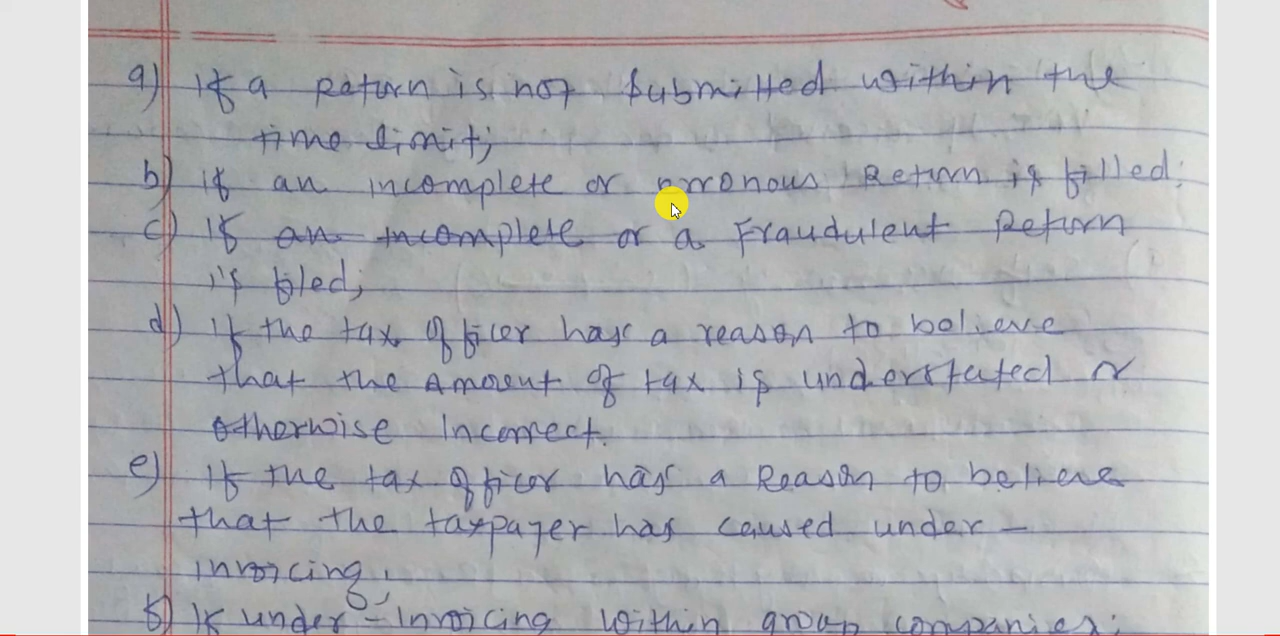 a) If a Return is not Submitted within the
time limit;
b) if an incomplete or erronous Return is filled;
c) If an incomplete or a Fraudulent Return
is filed;
d) if the tax officer has a reason to believe
that the Amount of tax is understated or
otherwise Incorrect.
e) If the tax officer has a Reason to believe
that the taxpayer has caused under-
invoicing;
f) If under-Invoicing within group companies;